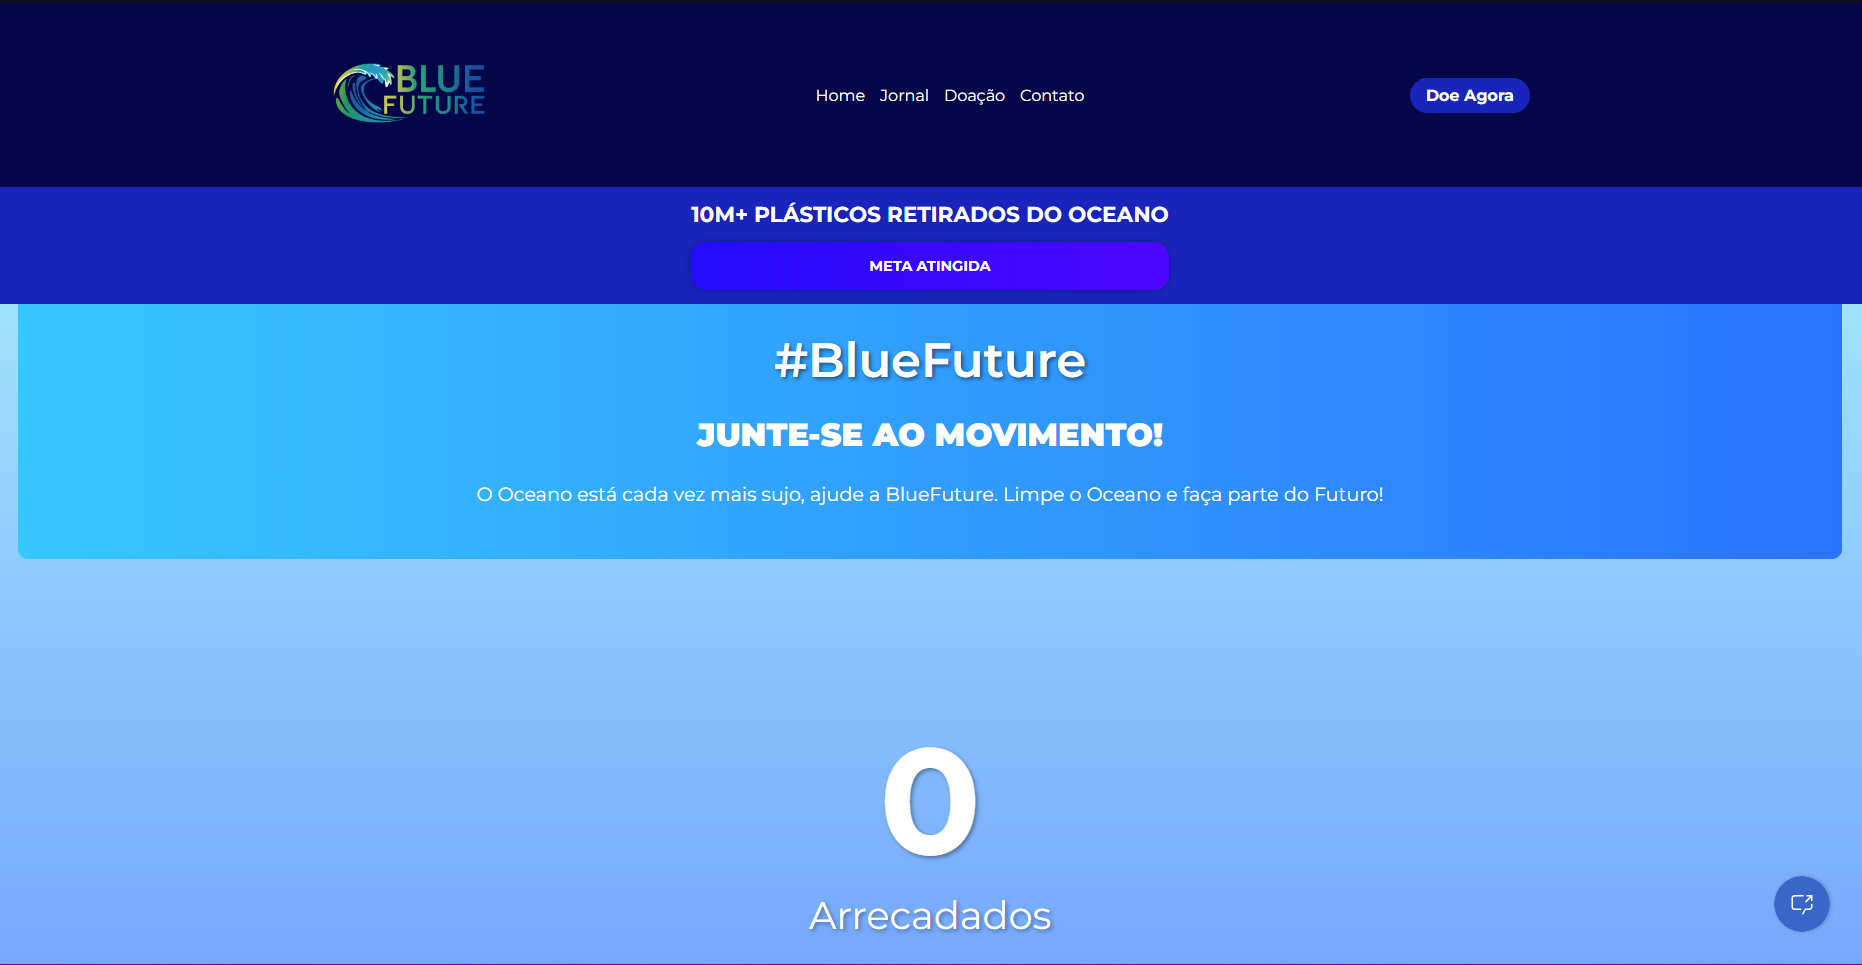 BLUE
FUTURE
Home Jornal Doação Contato
Doe Agora
10M+ PLÁSTICOS RETIRADOS DO OCEANO
META ATINGIDA
#BlueFuture
JUNTE-SE AO MOVIMENTO!
O Oceano está cada vez mais sujo, ajude a BlueFuture. Limpe o Oceano e faça parte do Futuro!
0
Arrecadados